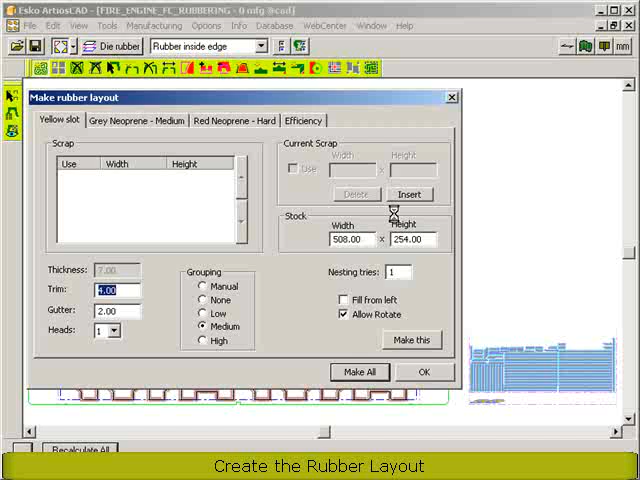 Esko ArtiosCAD - [FIRE_ENGINE_FC_RUBBERING - 0 mfg @cad]
File Edit View Tools Manufacturing Options Info Database WebCenter Window Help
Die rubber Rubber inside edge mm
Make rubber layout
Yellow slot Grey Neoprene - Medium Red Neoprene - Hard Efficiency
Scrap
Use Width Height
Current Scrap
Width Height
Use x
Delete Insert
Stock
Width Height
508.00 x 254.00
Thickness: 7.00
Trim: 4.00
Gutter: 2.00
Heads: 1
Grouping
Manual
None
Low
Medium
High
Nesting tries: 1
Fill from left
Allow Rotate
Make this
Make All OK
Recalculate All
Create the Rubber Layout